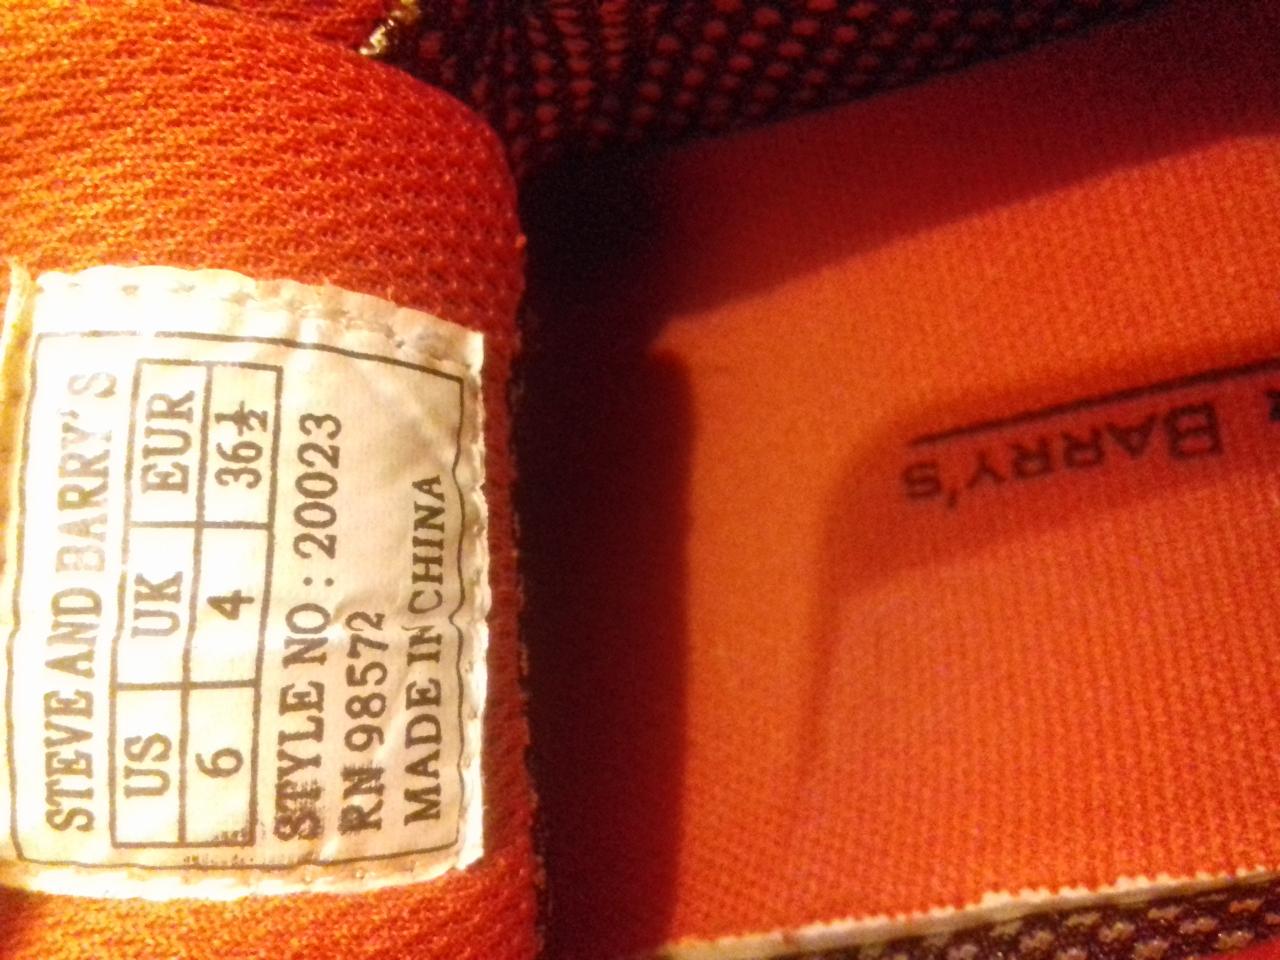 STEVE AND BARRY'S
US UK EUR
6 4 36½
STYLE NO : 20023
RN 98572
MADE IN CHINA
BARRY'S